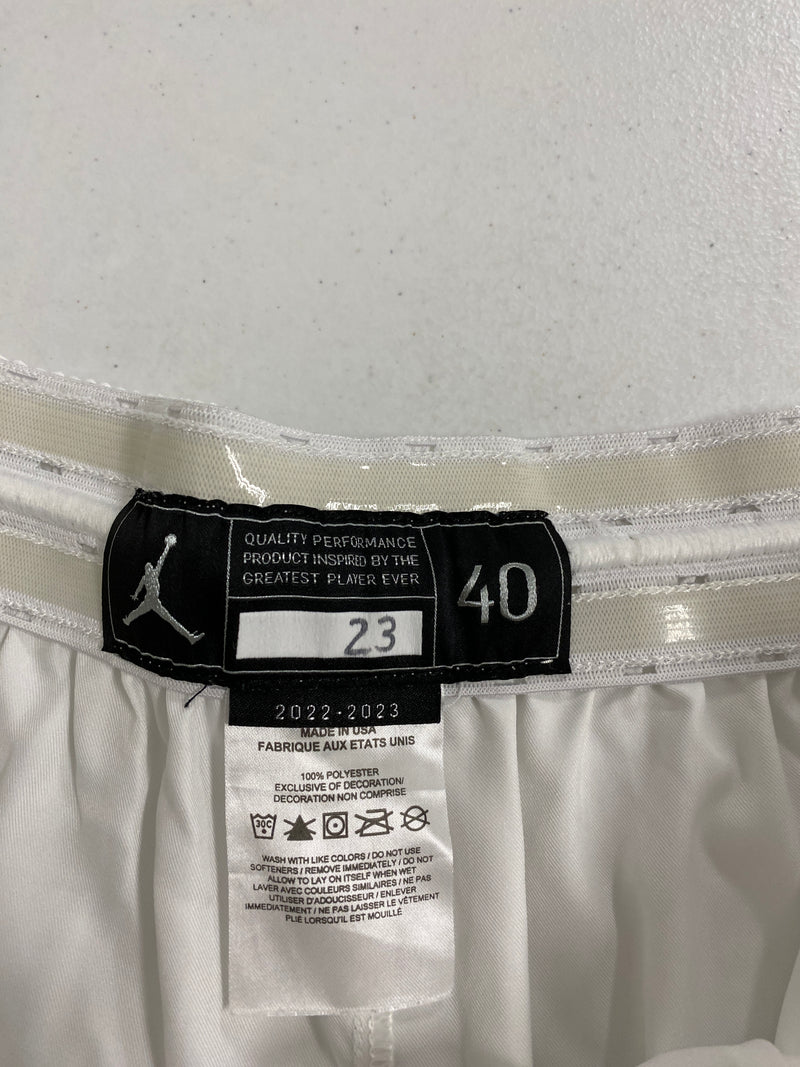 QUALITY PERFORMANCE
PRODUCT INSPIRED BY THE
GREATEST PLAYER EVER
23
40
2022-2023
MADE IN USA
FABRIQUE AUX ETATS UNIS
100% POLYESTER
EXCLUSIVE OF DECORATION/
DECORATION NON COMPRISE
30C
WASH WITH LIKE COLORS / DO NOT USE
SOFTENERS / REMOVE IMMEDIATELY / DO NOT
ALLOW TO LAY ON ITSELF WHEN WET
LAVER AVEC COULEURS SIMILAIRES / NE PAS
UTILISER D'ADOUCISSEUR / ENLEVER
IMMEDIATEMENT / NE PAS LAISSER LE VÊTEMENT
PLIÉ LORSQU'IL EST MOUILLÉ